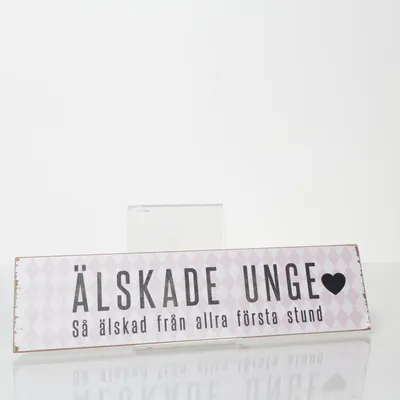 ÄLSKADE UNGE
Så älskad från allra första stund